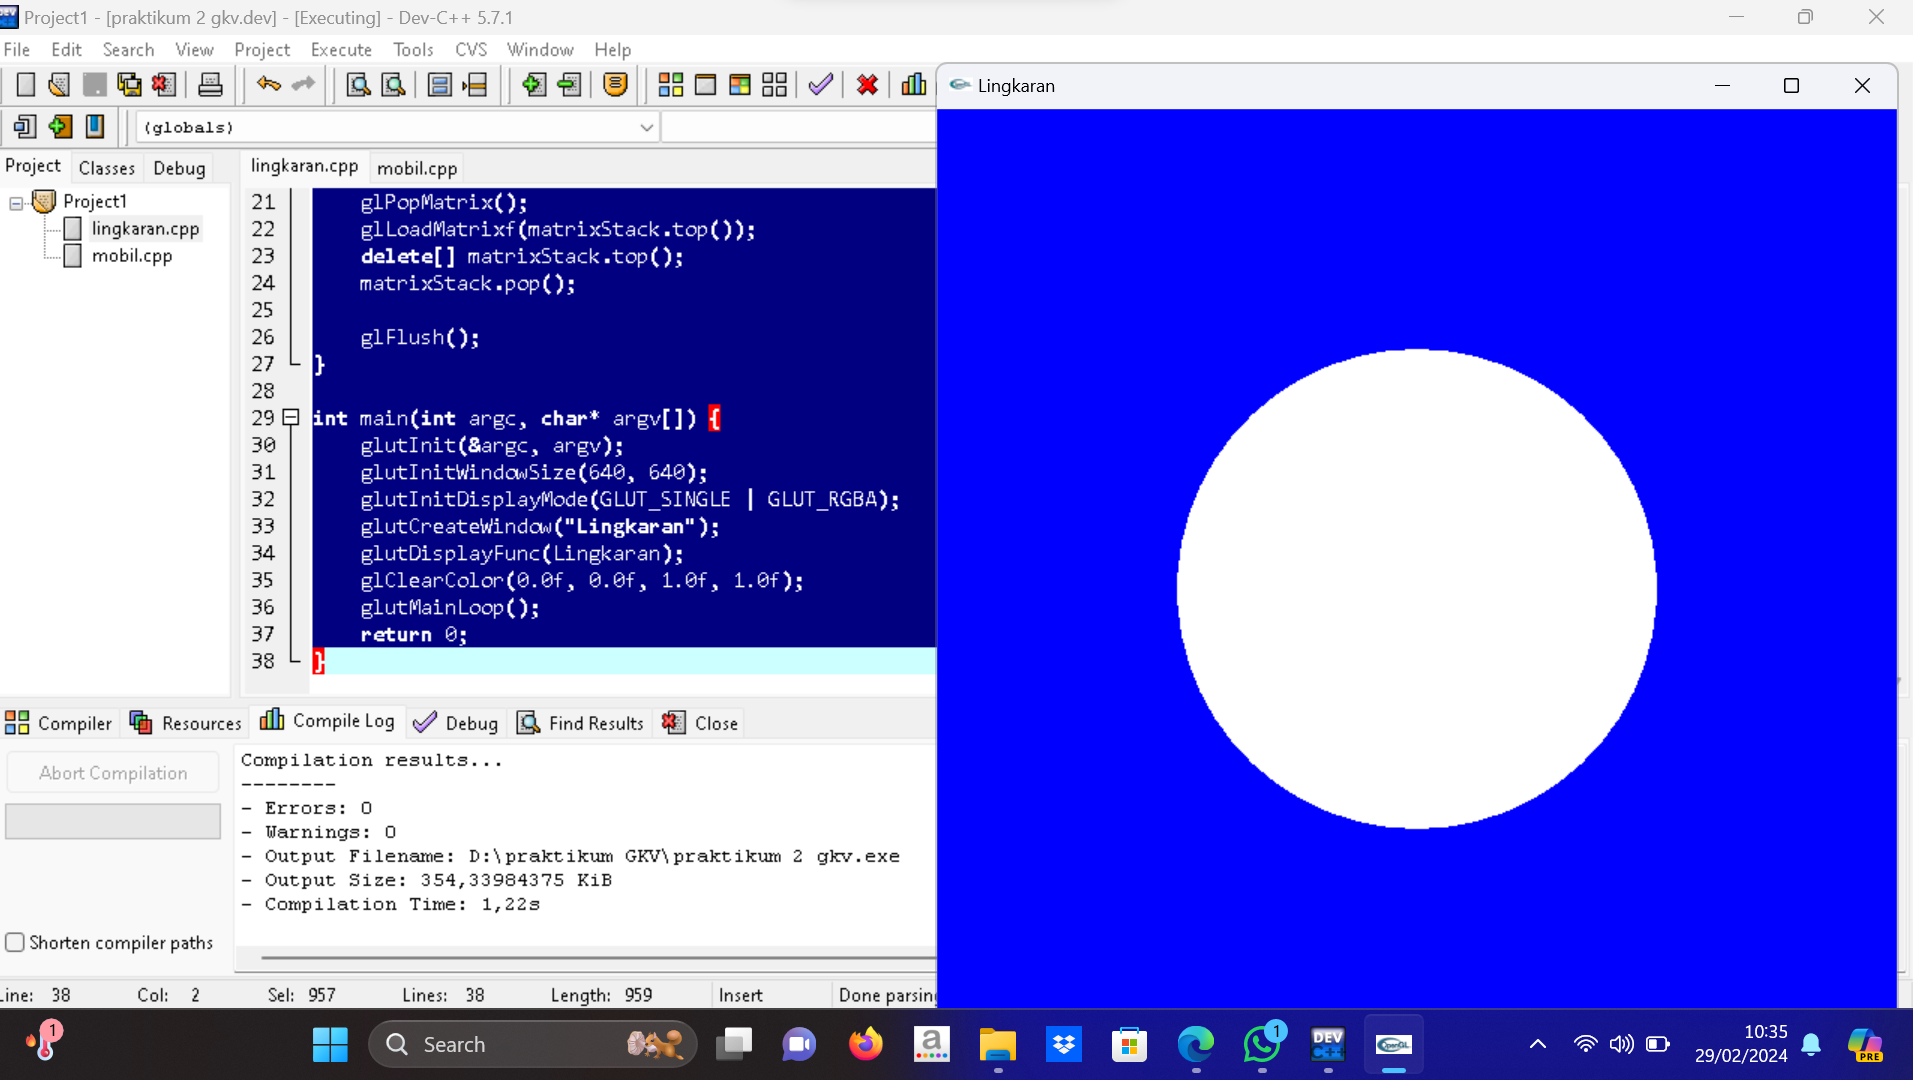 Project1 - [praktikum 2 gkv.dev] - [Executing] - Dev-C++ 5.7.1
File Edit Search View Project Execute Tools CVS Window Help
Lingkaran
(globals)
Project Classes Debug
lingkaran.cpp mobil.cpp
Project1
lingkaran.cpp
mobil.cpp
21 glPopMatrix();
22 glLoadMatrixf(matrixStack.top());
23 delete[] matrixStack.top();
24 matrixStack.pop();
25
26 glFlush();
27 }
28
29 int main(int argc, char* argv[]) {
30 glutInit(&argc, argv);
31 glutInitWindowSize(640, 640);
32 glutInitDisplayMode(GLUT_SINGLE | GLUT_RGBA);
33 glutCreateWindow("Lingkaran");
34 glutDisplayFunc(Lingkaran);
35 glClearColor(0.0f, 0.0f, 1.0f, 1.0f);
36 glutMainLoop();
37 return 0;
38 }
Compiler Resources Compile Log Debug Find Results Close
Abort Compilation
Shorten compiler paths
Compilation results...
--------
- Errors: 0
- Warnings: 0
- Output Filename: D:\praktikum GKV\praktikum 2 gkv.exe
- Output Size: 354,33984375 KiB
- Compilation Time: 1,22s
Line: 38 Col: 2 Sel: 957 Lines: 38 Length: 959 Insert Done parsing
1
Search
a
1
DEV C++
OpenGL
10:35
29/02/2024
PRE